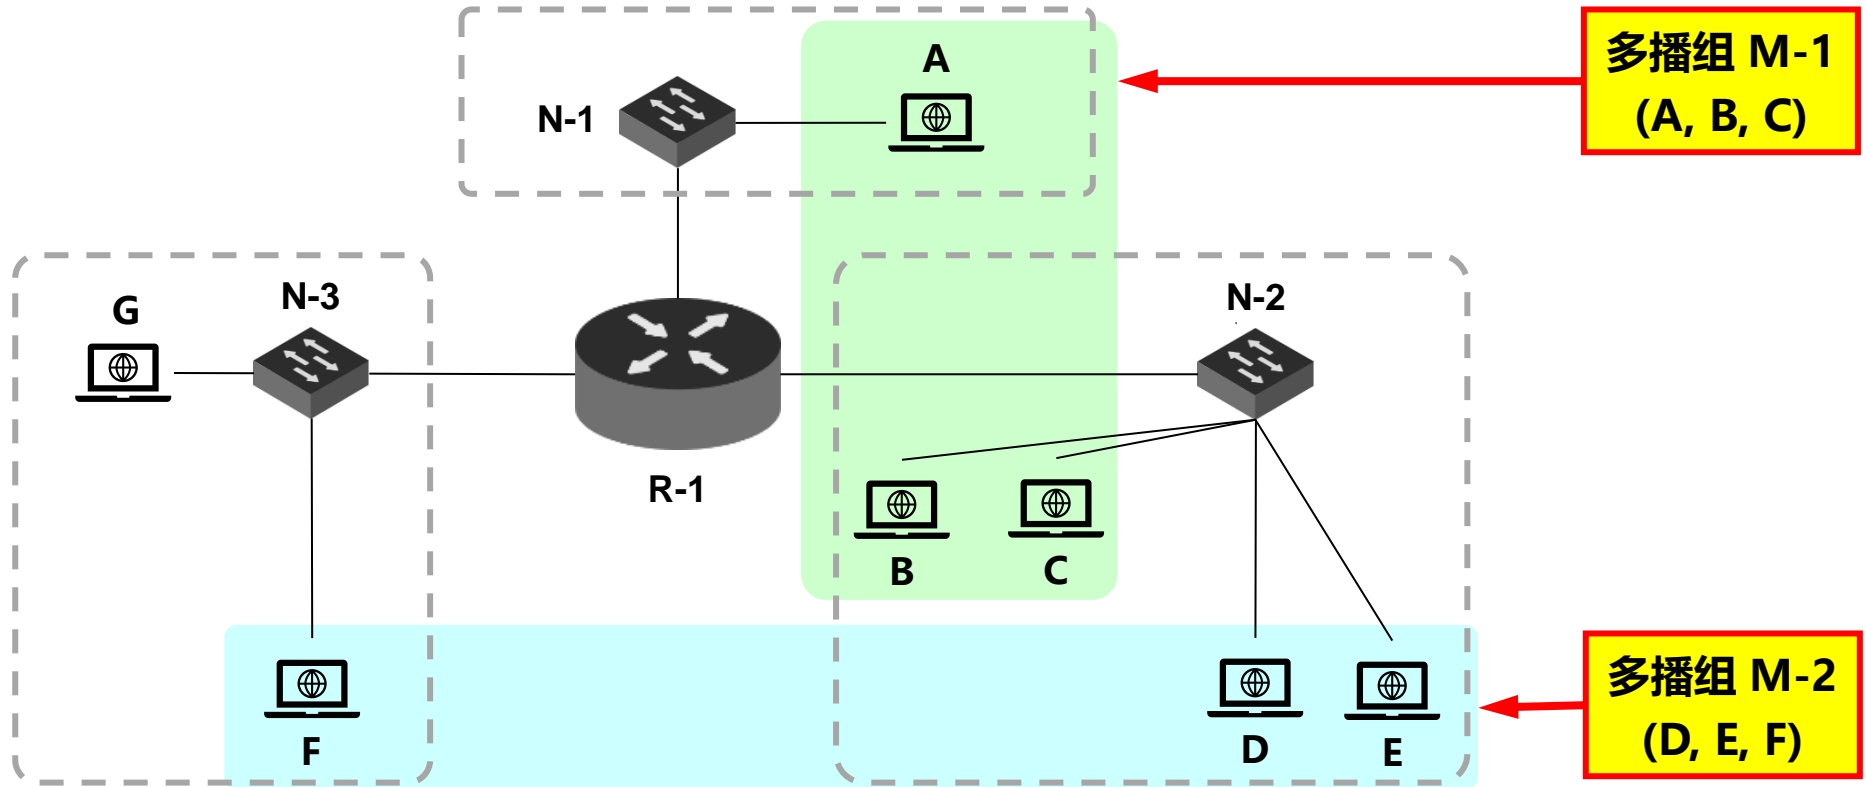 多播组 M-1
(A, B, C)
A
N-1
G
N-3
N-2
R-1
B
C
F
D
E
多播组 M-2
(D, E, F)